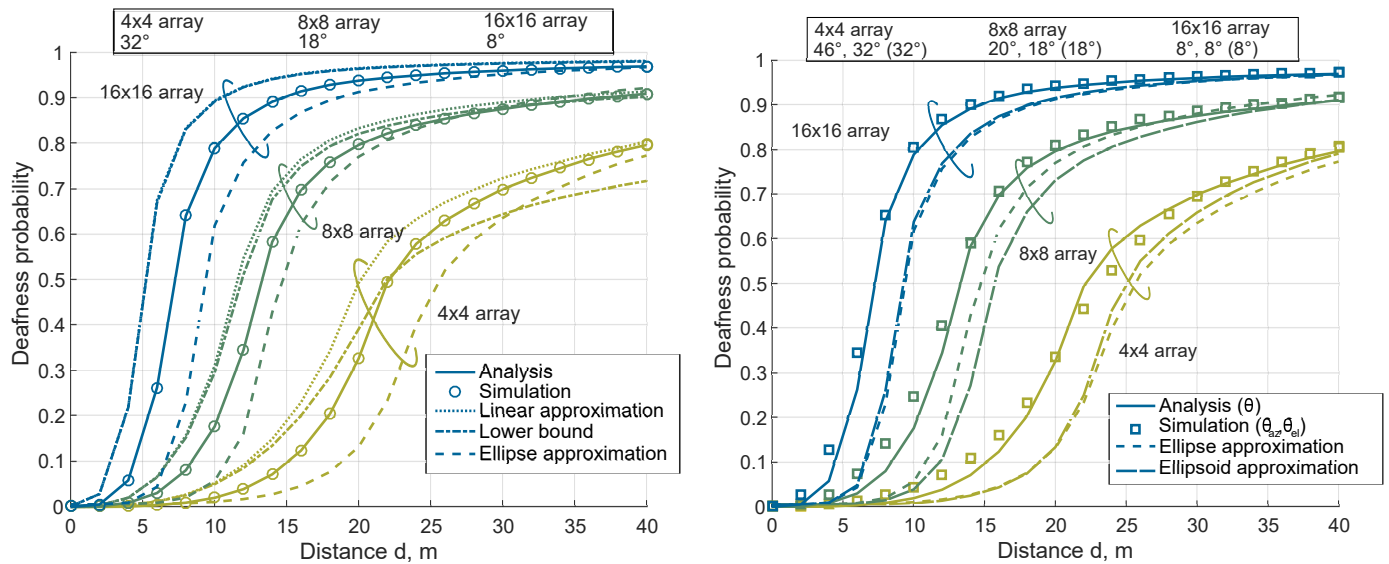 4x4 array 8x8 array 16x16 array
32° 18° 8°
1
0.9
0.8
0.7
0.6
0.5
0.4
0.3
0.2
0.1
0
Deafness probability
16x16 array
8x8 array
4x4 array
Analysis
Simulation
Linear approximation
Lower bound
Ellipse approximation
0 5 10 15 20 25 30 35 40
Distance d, m
4x4 array 8x8 array 16x16 array
46°, 32° (32°) 20°, 18° (18°) 8°, 8° (8°)
1
0.9
0.8
0.7
0.6
0.5
0.4
0.3
0.2
0.1
0
Deafness probability
16x16 array
8x8 array
4x4 array
Analysis (θ)
Simulation (θaz,θel)
Ellipse approximation
Ellipsoid approximation
0 5 10 15 20 25 30 35 40
Distance d, m